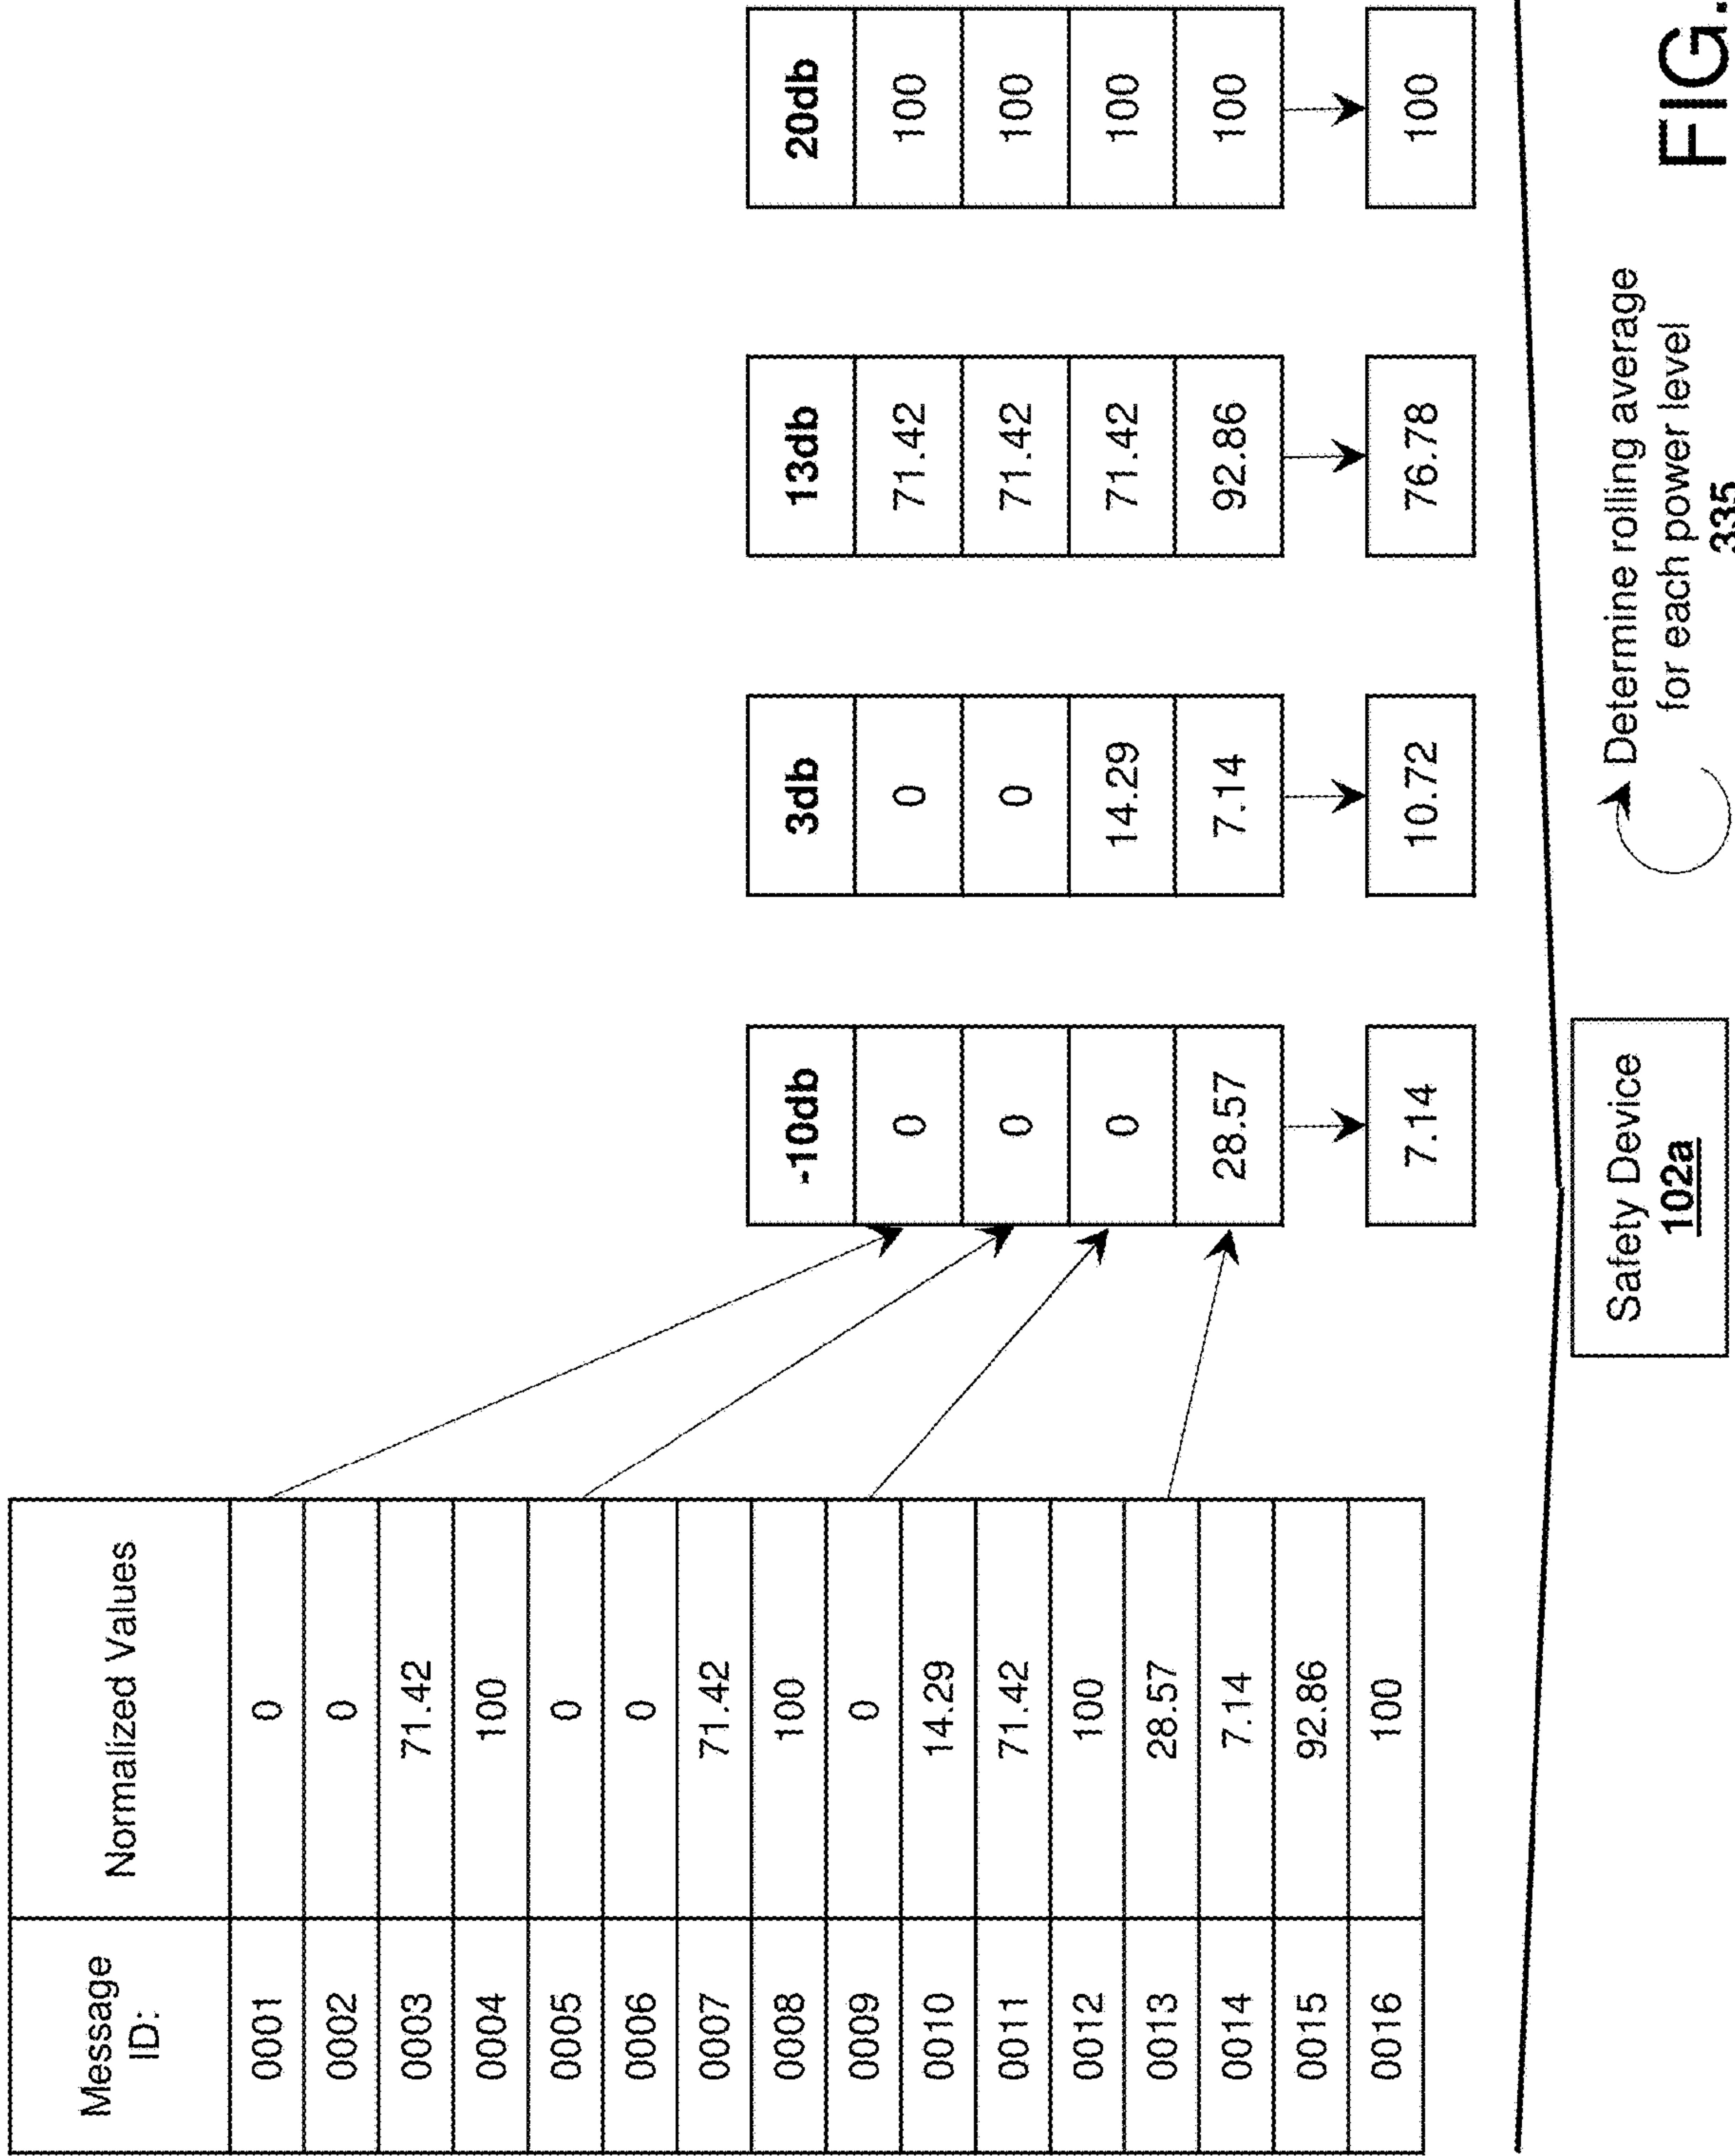 Message
ID:
Normalized Values
0001 0
0002 0
0003 71.42
0004 100
0005 0
0006 0
0007 71.42
0008 100
0009 0
0010 14.29
0011 71.42
0012 100
0013 28.57
0014 7.14
0015 92.86
0016 100
-10db 3db 13db 20db
0 0 71.42 100
0 0 71.42 100
0 14.29 71.42 100
28.57 7.14 92.86 100
7.14 10.72 76.78 100
Safety Device
102a
Determine rolling average
for each power level
335
FIG.